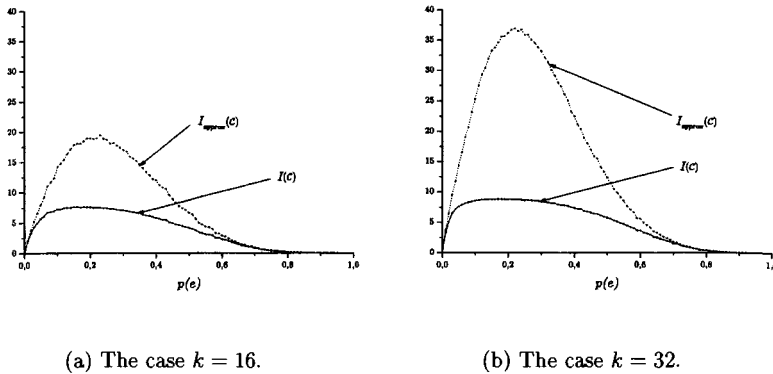 40
35
30
25
20
15
10
5
0
I_approx(C)
I(C)
0,0 0,2 0,4 0,6 0,8 1,0
p(e)
(a) The case k = 16.
40
35
30
25
20
15
10
5
0
I_approx(C)
I(C)
0,0 0,2 0,4 0,6 0,8 1,
p(e)
(b) The case k = 32.